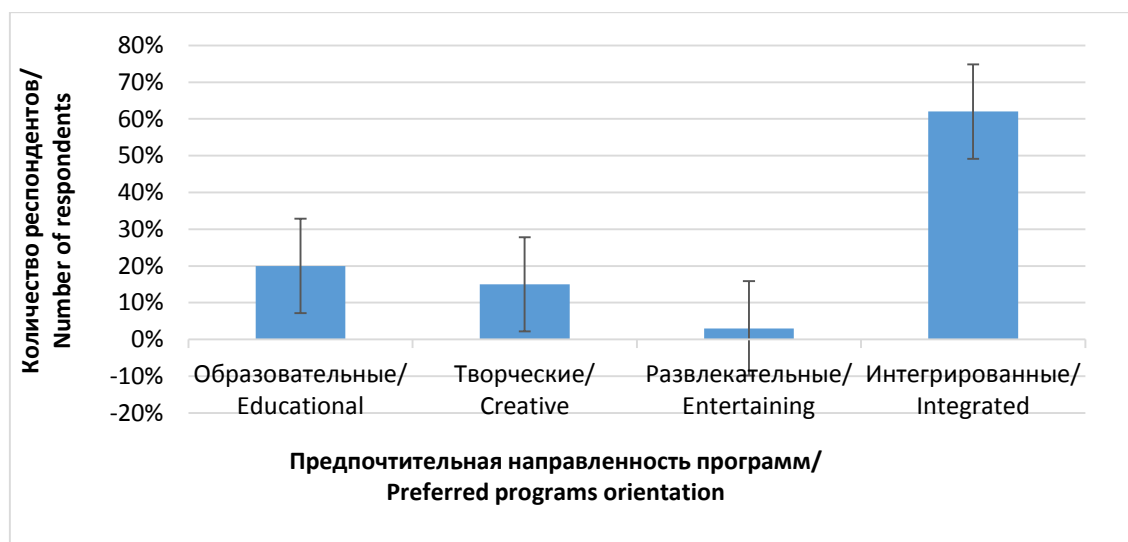 Количество респондентов/
Number of respondents
80%
70%
60%
50%
40%
30%
20%
10%
0%
-10%
-20%
Образовательные/
Educational
Творческие/
Creative
Развлекательные/
Entertaining
Интегрированные/
Integrated
Предпочтительная направленность программ/
Preferred programs orientation